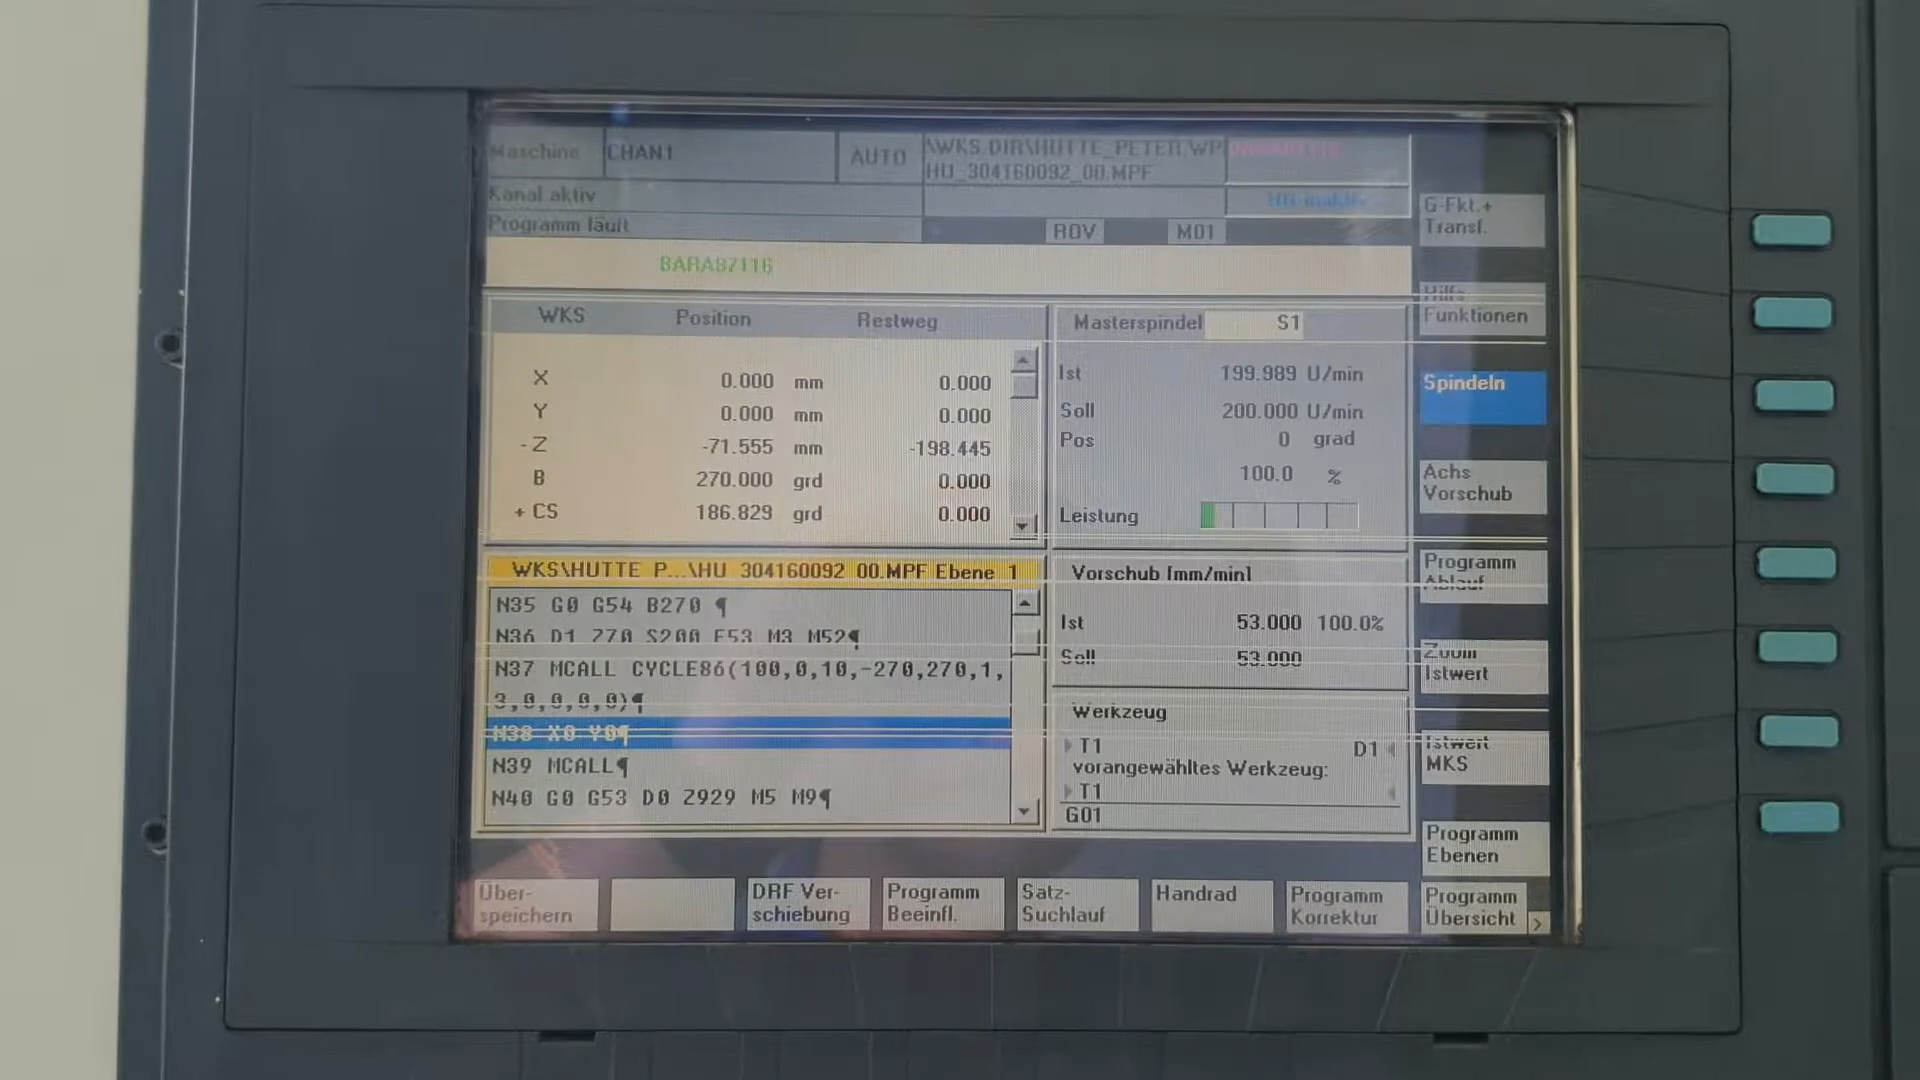 Maschine CHAN1 AUTO \WKS.DIR\HUTTE_PETER.WP
HU_304160092_00.MPF
Kanal aktiv
Programm läuft ROV M01
G-Fkt.+
Transf.
Hilfs
Funktionen
Spindeln
Achs
Vorschub
Programm
Ablauf
Zoom
Istwert
Istwert
MKS
Programm
Ebenen
WKS Position Restweg
X 0.000 mm 0.000
Y 0.000 mm 0.000
- Z -71.555 mm -198.445
B 270.000 grd 0.000
+ CS 186.829 grd 0.000
Masterspindel S1
Ist 199.989 U/min
Soll 200.000 U/min
Pos 0 grad
100.0 %
Leistung
WKS\HUTTE_P...\HU_304160092_00.MPF Ebene 1
N35 G0 G54 B270 ¶
N36 D1 Z70 S200 F53 M3 M52¶
N37 MCALL CYCLE86(100,0,10,-270,270,1,
3,0,0,0,0)¶
N38 X0 Y0¶
N39 MCALL¶
N40 G0 G53 D0 Z929 M5 M9¶
Vorschub [mm/min]
Ist 53.000 100.0%
Soll 53.000
Werkzeug
T1 D1
vorangewähltes Werkzeug:
T1
G01
Über-
speichern
DRF Ver-
schiebung
Programm
Beeinfl.
Satz-
Suchlauf
Handrad
Programm
Korrektur
Programm
Übersicht >